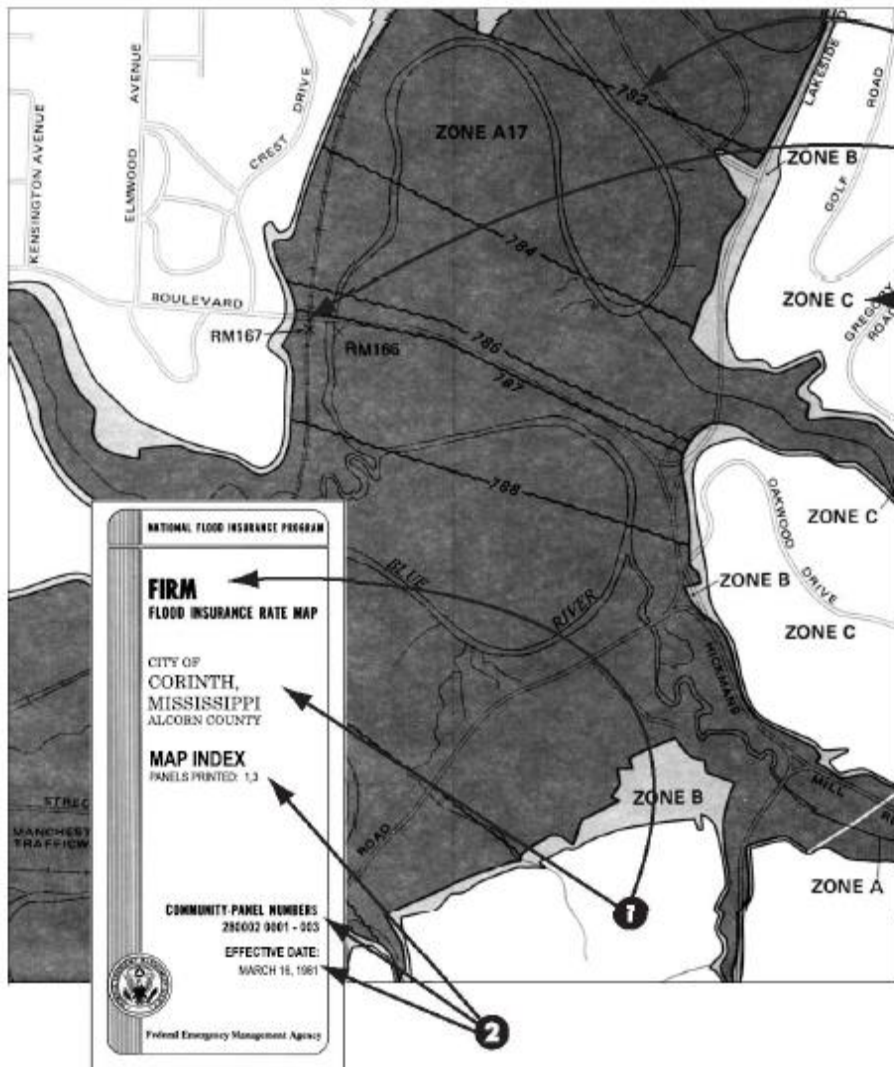 KENSINGTON AVENUE
ELMWOOD
AVENUE
CREST DRIVE
ZONE A17
782
LAKESIDE
ROAD
ZONE B
GOLF
784
ZONE C
GREGORY
ROAD
BOULEVARD
RM167
RM166
786
787
788
OAKWOOD
DRIVE
ZONE C
ZONE B
ZONE C
BLUE
RIVER
HICKMANS
MILL
ZONE B
ROAD
ZONE A
STREE
MANCHEST
TRAFFICW
NATIONAL FLOOD INSURANCE PROGRAM
FIRM
FLOOD INSURANCE RATE MAP
CITY OF
CORINTH,
MISSISSIPPI
ALCORN COUNTY
MAP INDEX
PANELS PRINTED: 1,3
COMMUNITY-PANEL NUMBERS
280002 0001 - 003
EFFECTIVE DATE:
MARCH 16, 1981
Federal Emergency Management Agency
1
2